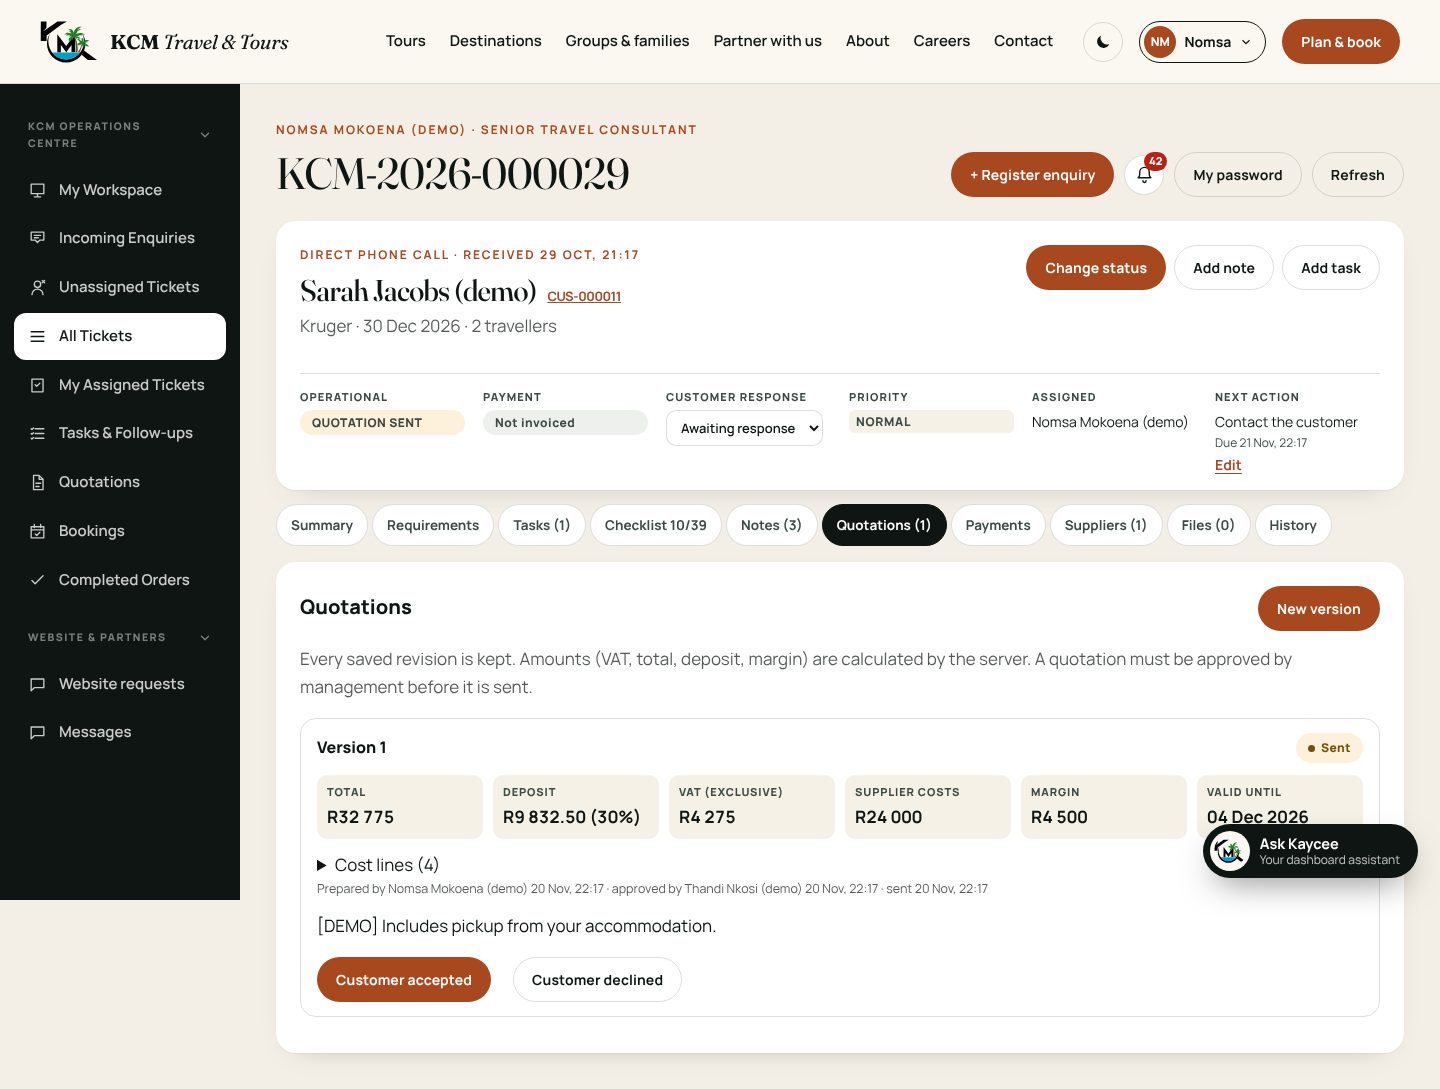 KCM Travel & Tours
Tours
Destinations
Groups & families
Partner with us
About
Careers
Contact
NM
Nomsa
Plan & book
KCM OPERATIONS
CENTRE
My Workspace
Incoming Enquiries
Unassigned Tickets
All Tickets
My Assigned Tickets
Tasks & Follow-ups
Quotations
Bookings
Completed Orders
WEBSITE & PARTNERS
Website requests
Messages
NOMSA MOKOENA (DEMO) · SENIOR TRAVEL CONSULTANT
KCM-2026-000029
+ Register enquiry
42
My password
Refresh
DIRECT PHONE CALL · RECEIVED 29 OCT, 21:17
Sarah Jacobs (demo) CUS-000011
Kruger · 30 Dec 2026 · 2 travellers
Change status
Add note
Add task
OPERATIONAL
QUOTATION SENT
PAYMENT
Not invoiced
CUSTOMER RESPONSE
Awaiting response
PRIORITY
NORMAL
ASSIGNED
Nomsa Mokoena (demo)
NEXT ACTION
Contact the customer
Due 21 Nov, 22:17
Edit
Summary
Requirements
Tasks (1)
Checklist 10/39
Notes (3)
Quotations (1)
Payments
Suppliers (1)
Files (0)
History
Quotations
New version
Every saved revision is kept. Amounts (VAT, total, deposit, margin) are calculated by the server. A quotation must be approved by
management before it is sent.
Version 1
Sent
TOTAL
R32 775
DEPOSIT
R9 832.50 (30%)
VAT (EXCLUSIVE)
R4 275
SUPPLIER COSTS
R24 000
MARGIN
R4 500
VALID UNTIL
04 Dec 2026
Cost lines (4)
Prepared by Nomsa Mokoena (demo) 20 Nov, 22:17 · approved by Thandi Nkosi (demo) 20 Nov, 22:17 · sent 20 Nov, 22:17
[DEMO] Includes pickup from your accommodation.
Customer accepted
Customer declined
Ask Kaycee
Your dashboard assistant